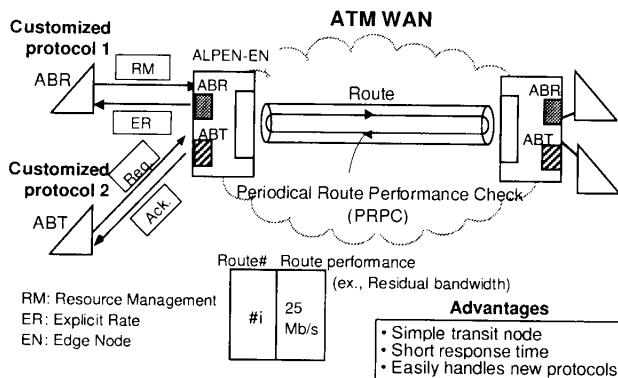 ATM WAN
Customized
protocol 1
ABR
RM
ER
ALPEN-EN
ABR
ABT
Route
ABR
ABT
Customized
protocol 2
ABT
Req.
Ack.
Periodical Route Performance Check
(PRPC)
Route# Route performance
(ex., Residual bandwidth)
#i
25
Mb/s
RM: Resource Management
ER: Explicit Rate
EN: Edge Node
Advantages
• Simple transit node
• Short response time
• Easily handles new protocols